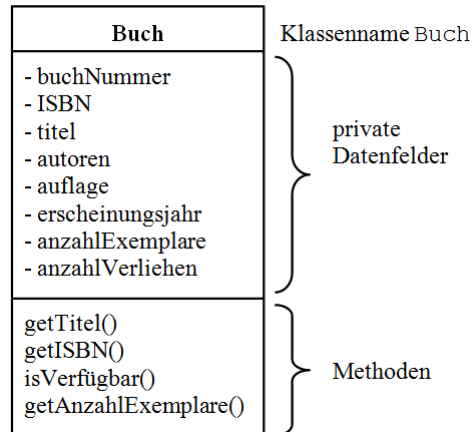 Buch
Klassenname Buch
- buchNummer
- ISBN
- titel
- autoren
- auflage
- erscheinungsjahr
- anzahlExemplare
- anzahlVerliehen
private
Datenfelder
getTitel()
getISBN()
isVerfügbar()
getAnzahlExemplare()
Methoden